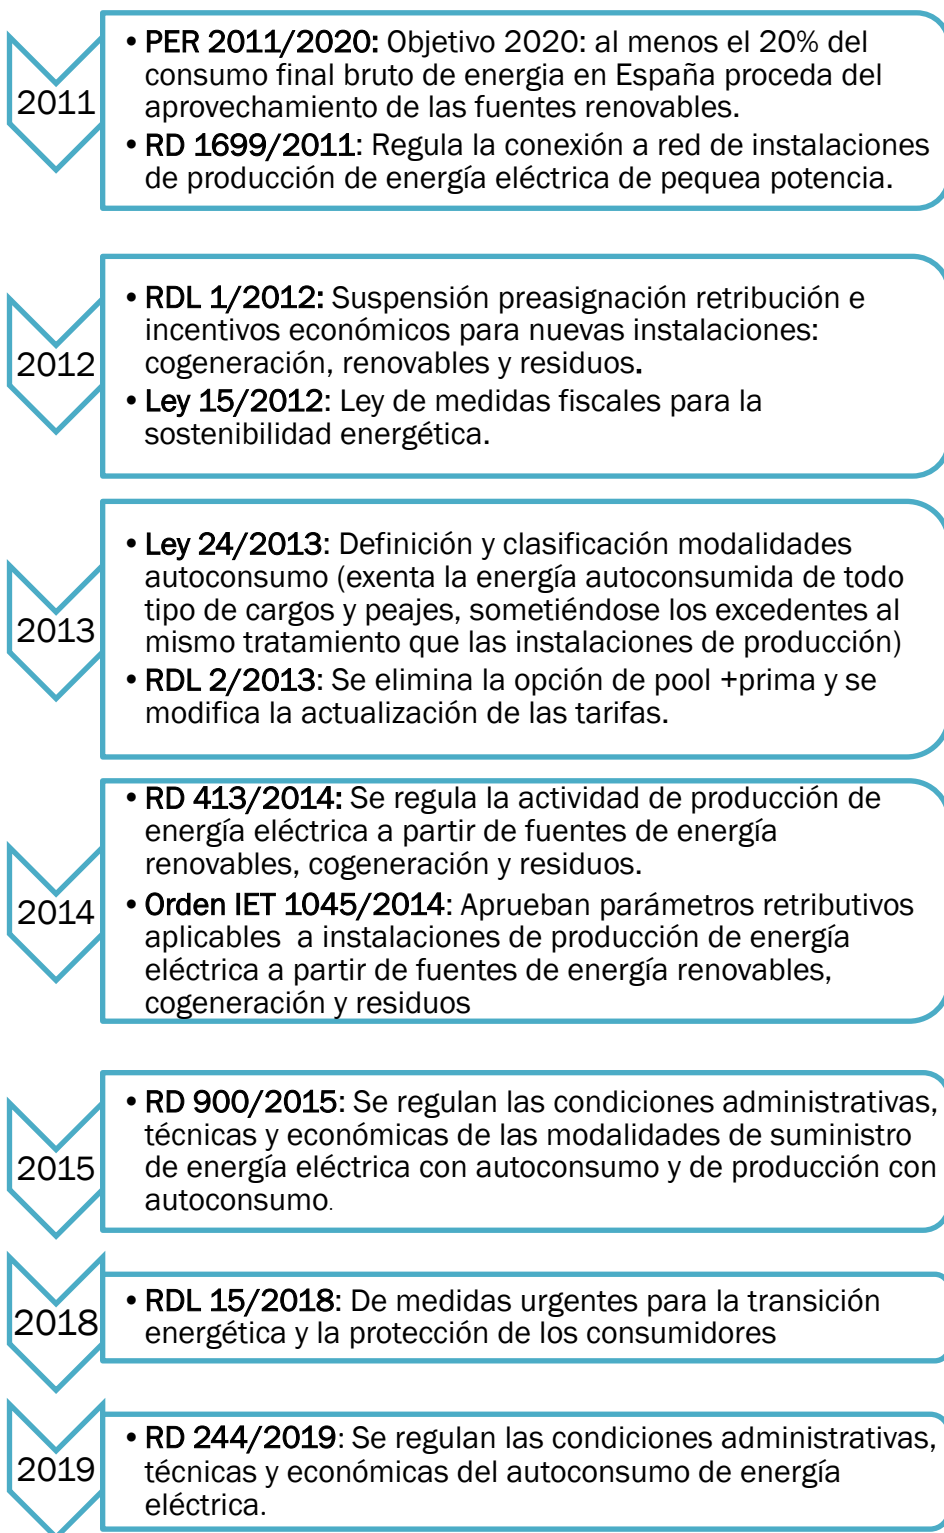 2011
• PER 2011/2020: Objetivo 2020: al menos el 20% del
consumo final bruto de energia en España proceda del
aprovechamiento de las fuentes renovables.
• RD 1699/2011: Regula la conexión a red de instalaciones
de producción de energía eléctrica de pequea potencia.
2012
• RDL 1/2012: Suspensión preasignación retribución e
incentivos económicos para nuevas instalaciones:
cogeneración, renovables y residuos.
• Ley 15/2012: Ley de medidas fiscales para la
sostenibilidad energética.
2013
• Ley 24/2013: Definición y clasificación modalidades
autoconsumo (exenta la energía autoconsumida de todo
tipo de cargos y peajes, sometiéndose los excedentes al
mismo tratamiento que las instalaciones de producción)
• RDL 2/2013: Se elimina la opción de pool +prima y se
modifica la actualización de las tarifas.
2014
• RD 413/2014: Se regula la actividad de producción de
energía eléctrica a partir de fuentes de energía
renovables, cogeneración y residuos.
• Orden IET 1045/2014: Aprueban parámetros retributivos
aplicables a instalaciones de producción de energía
eléctrica a partir de fuentes de energía renovables,
cogeneración y residuos
2015
• RD 900/2015: Se regulan las condiciones administrativas,
técnicas y económicas de las modalidades de suministro
de energía eléctrica con autoconsumo y de producción con
autoconsumo.
2018
• RDL 15/2018: De medidas urgentes para la transición
energética y la protección de los consumidores
2019
• RD 244/2019: Se regulan las condiciones administrativas,
técnicas y económicas del autoconsumo de energía
eléctrica.